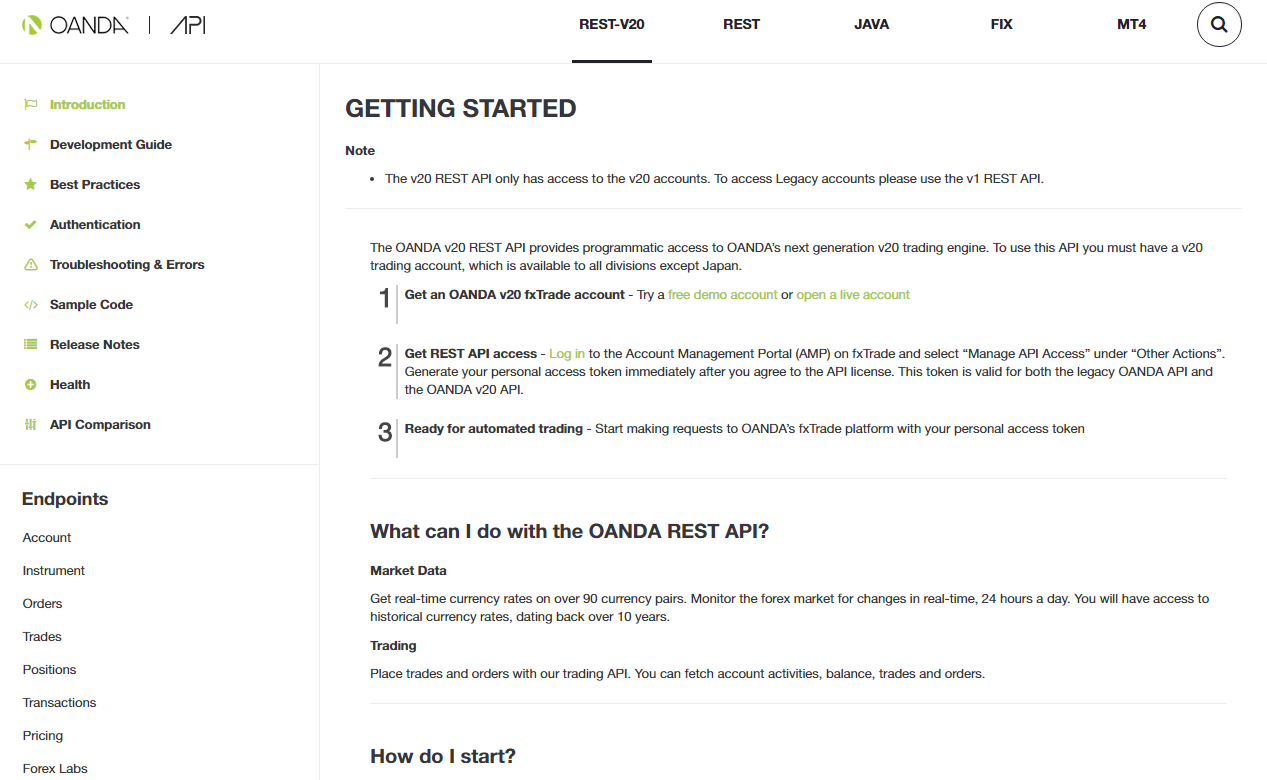 OANDA | API
REST-V20
REST
JAVA
FIX
MT4
Introduction
Development Guide
Best Practices
Authentication
Troubleshooting & Errors
Sample Code
Release Notes
Health
API Comparison
Endpoints
Account
Instrument
Orders
Trades
Positions
Transactions
Pricing
Forex Labs
GETTING STARTED
Note
• The v20 REST API only has access to the v20 accounts. To access Legacy accounts please use the v1 REST API.
The OANDA v20 REST API provides programmatic access to OANDA’s next generation v20 trading engine. To use this API you must have a v20
trading account, which is available to all divisions except Japan.
1 Get an OANDA v20 fxTrade account - Try a free demo account or open a live account
2 Get REST API access - Log in to the Account Management Portal (AMP) on fxTrade and select “Manage API Access” under “Other Actions”.
Generate your personal access token immediately after you agree to the API license. This token is valid for both the legacy OANDA API and
the OANDA v20 API.
3 Ready for automated trading - Start making requests to OANDA’s fxTrade platform with your personal access token
What can I do with the OANDA REST API?
Market Data
Get real-time currency rates on over 90 currency pairs. Monitor the forex market for changes in real-time, 24 hours a day. You will have access to
historical currency rates, dating back over 10 years.
Trading
Place trades and orders with our trading API. You can fetch account activities, balance, trades and orders.
How do I start?